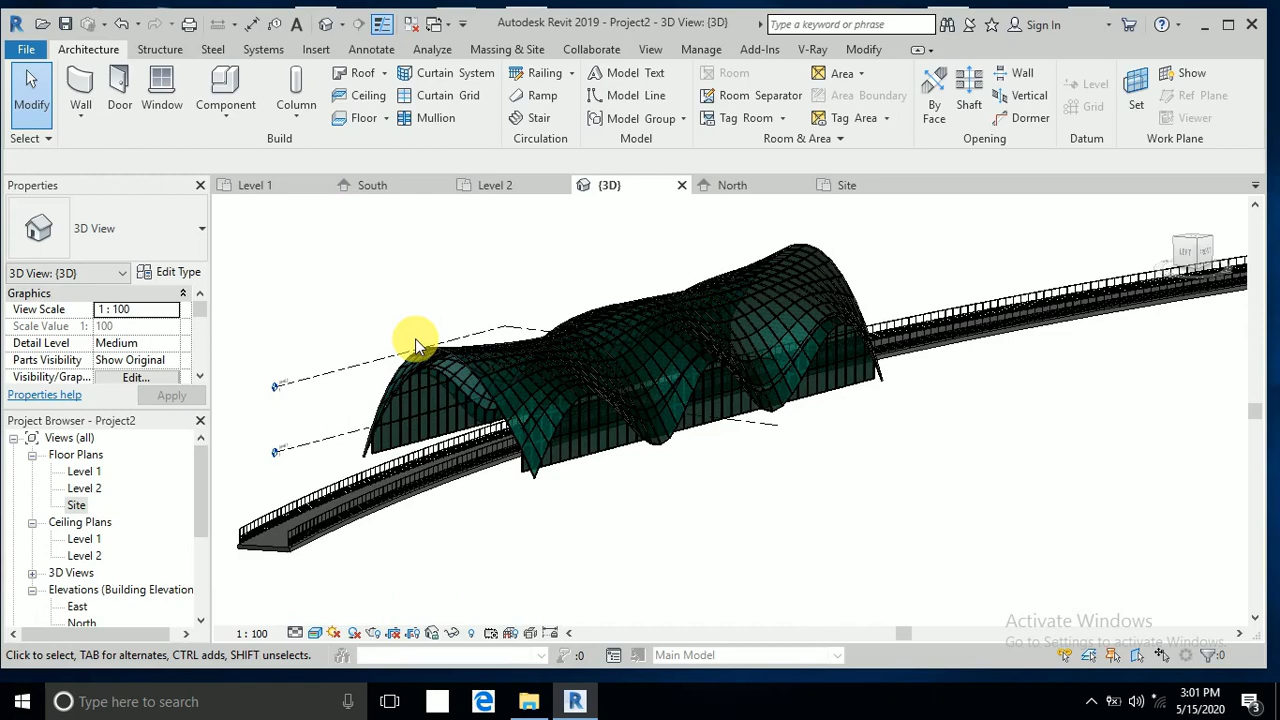 Autodesk Revit 2019 - Project2 - 3D View: {3D}
Type a keyword or phrase
Sign In
File Architecture Structure Steel Systems Insert Annotate Analyze Massing & Site Collaborate View Manage Add-Ins V-Ray Modify
Modify
Wall
Door
Window
Component
Column
Roof
Ceiling
Floor
Curtain System
Curtain Grid
Mullion
Railing
Ramp
Stair
Model Text
Model Line
Model Group
Room
Room Separator
Tag Room
Area
Area Boundary
Tag Area
By
Face
Shaft
Wall
Vertical
Dormer
Level
Grid
Set
Show
Ref Plane
Viewer
Select
Build
Circulation
Model
Room & Area
Opening
Datum
Work Plane
Properties
Level 1
South
Level 2
{3D}
North
Site
3D View
3D View: {3D}
Edit Type
Graphics
View Scale 1 : 100
Scale Value 1: 100
Detail Level Medium
Parts Visibility Show Original
Visibility/Grap... Edit...
Properties help
Apply
Project Browser - Project2
Views (all)
Floor Plans
Level 1
Level 2
Site
Ceiling Plans
Level 1
Level 2
3D Views
Elevations (Building Elevation
East
North
LEFT
Activate Windows
Go to Settings to activate Windows.
1 : 100
Click to select, TAB for alternates, CTRL adds, SHIFT unselects.
:0
Main Model
:0
Type here to search
3:01 PM
5/15/2020
3